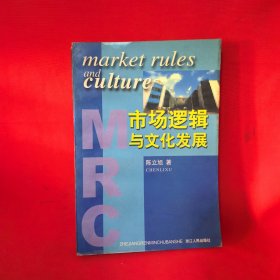 market rules
and
culture
MRC
市场逻辑
与文化发展
陈立旭 著
CHENLIXU
ZHEJIANGRENMINCHUBANSHE 浙江人民出版社